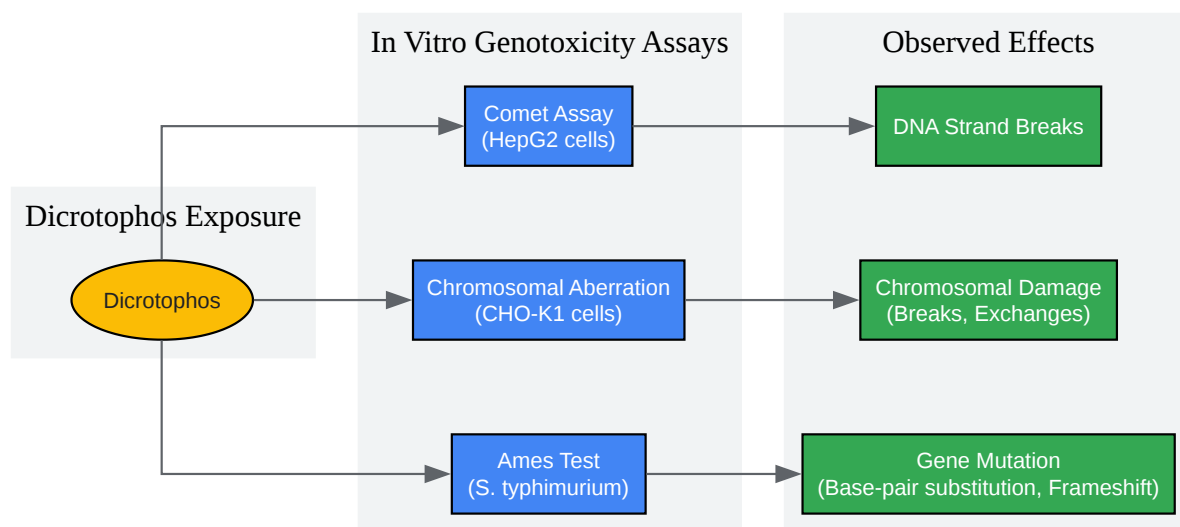 In Vitro Genotoxicity Assays
Observed Effects
Comet Assay
(HepG2 cells)
DNA Strand Breaks
Dicrotophos Exposure
Dicrotophos
Chromosomal Aberration
(CHO-K1 cells)
Chromosomal Damage
(Breaks, Exchanges)
Ames Test
(S. typhimurium)
Gene Mutation
(Base-pair substitution, Frameshift)